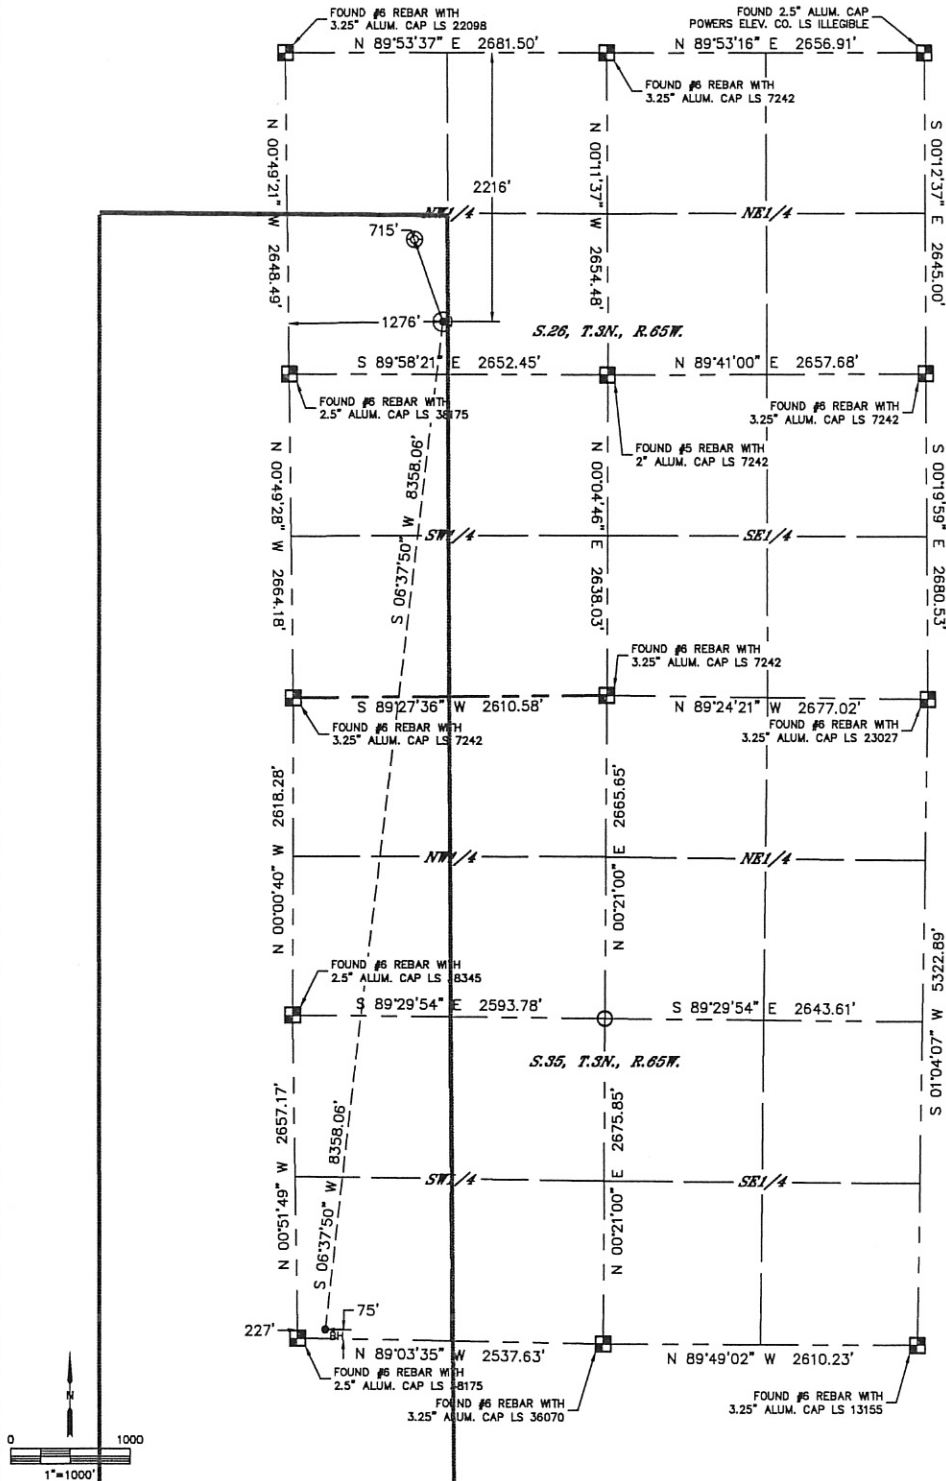 FOUND #6 REBAR WITH
3.25" ALUM. CAP LS 22098
FOUND 2.5" ALUM. CAP
POWERS ELEV. CO. LS ILLEGIBLE
N 89°53'37" E 2681.50'
N 89°53'16" E 2656.91'
FOUND #6 REBAR WITH
3.25" ALUM. CAP LS 7242
N 00°49'21" W 2648.49'
N 00°11'37" W 2654.48'
S 00°12'37" E 2645.00'
2216'
NW1/4
NE1/4
715'
1276'
S.26, T.3N., R.65W.
S 89°58'21" E 2652.45'
N 89°41'00" E 2657.68'
FOUND #6 REBAR WITH
2.5" ALUM. CAP LS 38175
FOUND #6 REBAR WITH
3.25" ALUM. CAP LS 7242
FOUND #5 REBAR WITH
2" ALUM. CAP LS 7242
N 00°49'28" W 2664.18'
S 06°37'50" W 8358.06'
N 00°04'46" E 2638.03'
S 00°19'59" E 2680.53'
SW1/4
SE1/4
FOUND #6 REBAR WITH
3.25" ALUM. CAP LS 7242
S 89°27'36" W 2610.58'
N 89°24'21" W 2677.02'
FOUND #6 REBAR WITH
3.25" ALUM. CAP LS 7242
FOUND #6 REBAR WITH
3.25" ALUM. CAP LS 23027
N 00°00'40" W 2618.28'
N 00°21'00" E 2665.65'
NW1/4
NE1/4
S 01°04'07" W 5322.89'
FOUND #6 REBAR WITH
2.5" ALUM. CAP LS 8345
S 89°29'54" E 2593.78'
S 89°29'54" E 2643.61'
S.35, T.3N., R.65W.
N 00°51'49" W 2657.17'
S 06°37'50" W 8358.06'
N 00°21'00" E 2675.85'
SW1/4
SE1/4
75'
227'
BH
N 89°03'35" W 2537.63'
N 89°49'02" W 2610.23'
FOUND #6 REBAR WITH
2.5" ALUM. CAP LS 38175
FOUND #6 REBAR WITH
3.25" ALUM. CAP LS 36070
FOUND #6 REBAR WITH
3.25" ALUM. CAP LS 13155
N
0 1000
1"=1000'